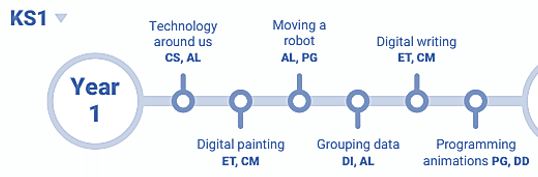 KS1
Year
1
Technology
around us
CS, AL
Digital painting
ET, CM
Moving a
robot
AL, PG
Grouping data
DI, AL
Digital writing
ET, CM
Programming
animations PG, DD